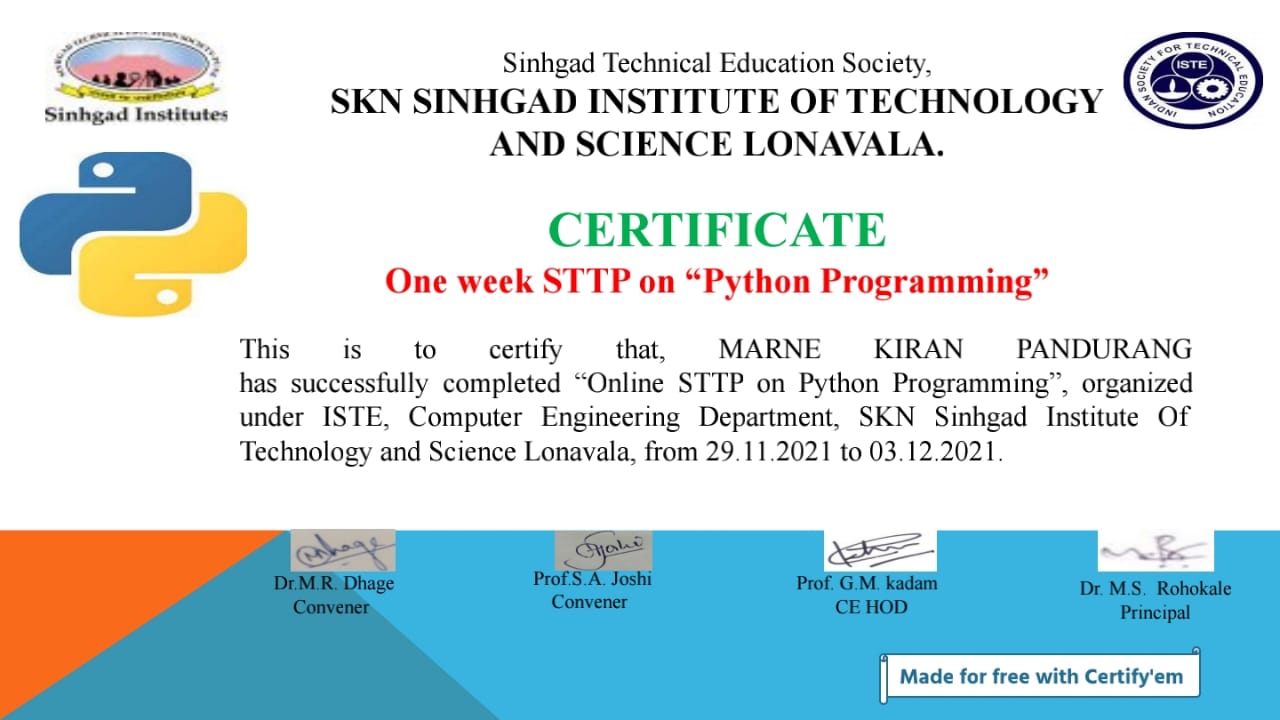 Sinhgad Institutes
Sinhgad Technical Education Society,
SKN SINHGAD INSTITUTE OF TECHNOLOGY
AND SCIENCE LONAVALA.
INDIAN SOCIETY FOR TECHNICAL EDUCATION
ISTE
CERTIFICATE
One week STTP on “Python Programming”
This is to certify that, MARNE KIRAN PANDURANG
has successfully completed “Online STTP on Python Programming”, organized
under ISTE, Computer Engineering Department, SKN Sinhgad Institute Of
Technology and Science Lonavala, from 29.11.2021 to 03.12.2021.
Dr.M.R. Dhage
Convener
Prof.S.A. Joshi
Convener
Prof. G.M. kadam
CE HOD
Dr. M.S. Rohokale
Principal
Made for free with Certify'em